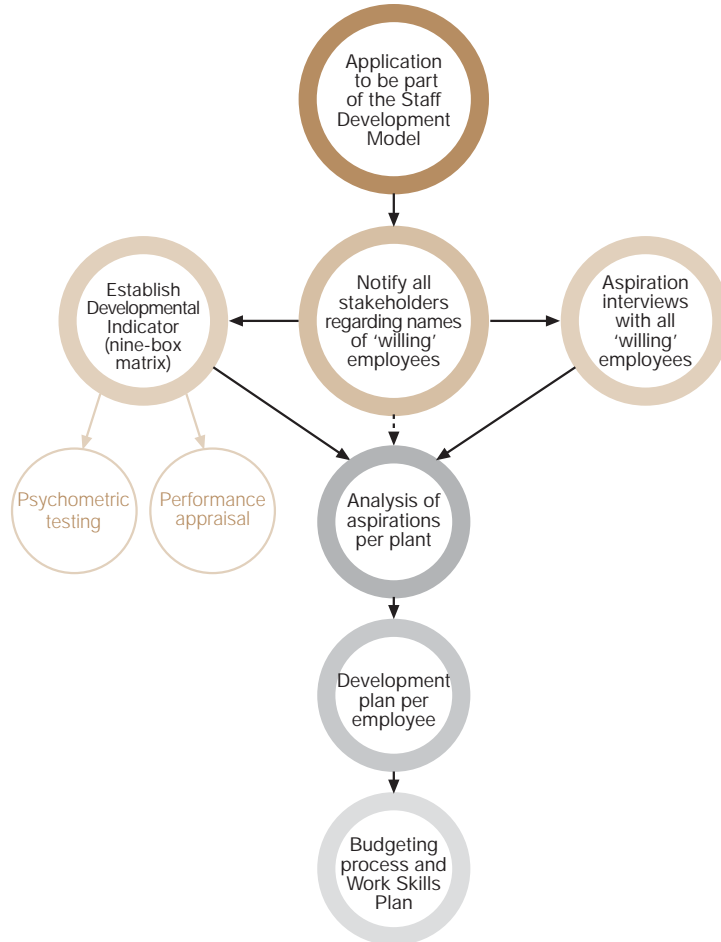 Application
to be part
of the Staff
Development
Model
Establish
Developmental
Indicator
(nine-box
matrix)
Notify all
stakeholders
regarding names
of ‘willing’
employees
Aspiration
interviews
with all
‘willing’
employees
Psychometric
testing
Performance
appraisal
Analysis of
aspirations
per plant
Development
plan per
employee
Budgeting
process and
Work Skills
Plan